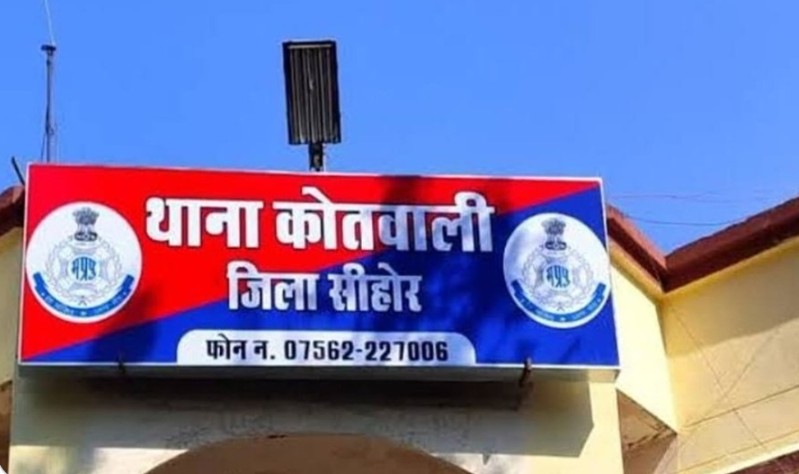 थाना कोतवाली
जिला सीहोर
फोन न. 07562-227006